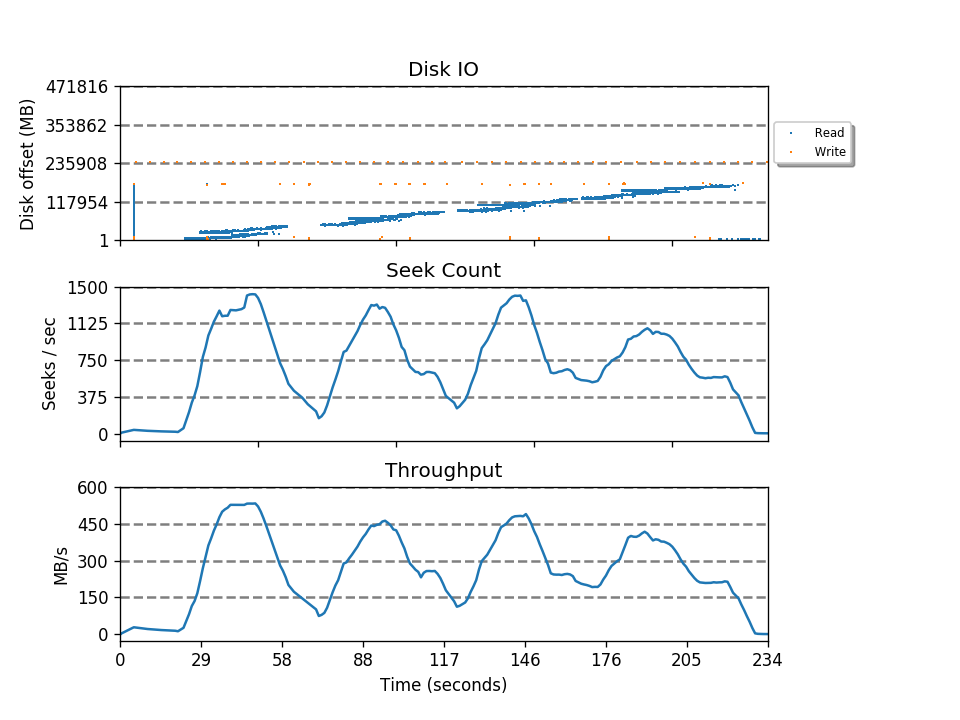 Disk IO
471816
353862
235908
117954
1
Disk offset (MB)
Read
Write
Seek Count
1500
1125
750
375
0
Seeks / sec
Throughput
600
450
300
150
0
MB/s
0 29 58 88 117 146 176 205 234
Time (seconds)